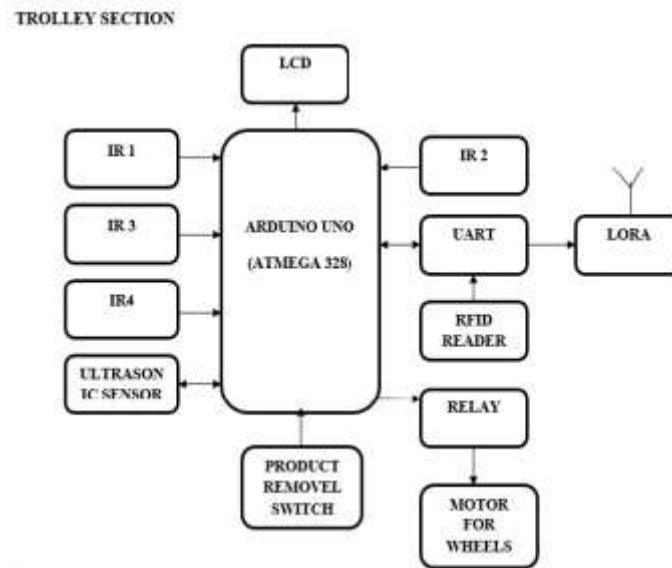 TROLLEY SECTION
LCD
IR 1
IR 2
IR 3
ARDUINO UNO
(ATMEGA 328)
UART
LORA
IR4
RFID
READER
ULTRASON
IC SENSOR
RELAY
PRODUCT
REMOVEL
SWITCH
MOTOR
FOR
WHEELS